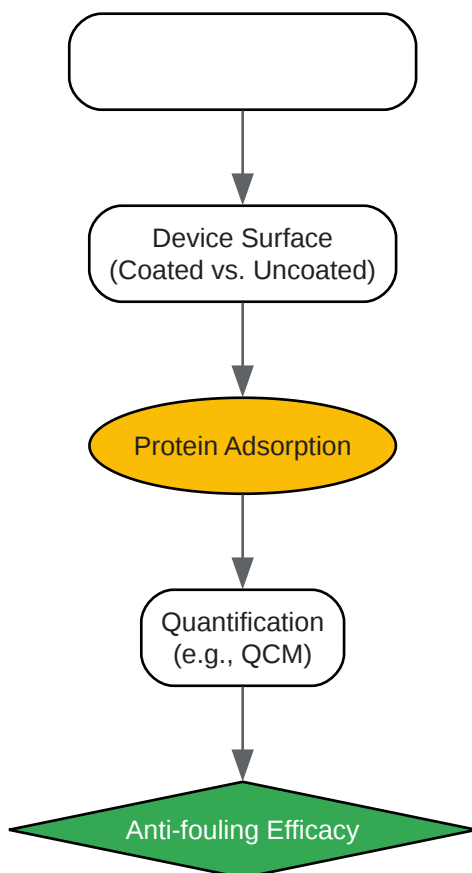 Device Surface
(Coated vs. Uncoated)
Protein Adsorption
Quantification
(e.g., QCM)
Anti-fouling Efficacy